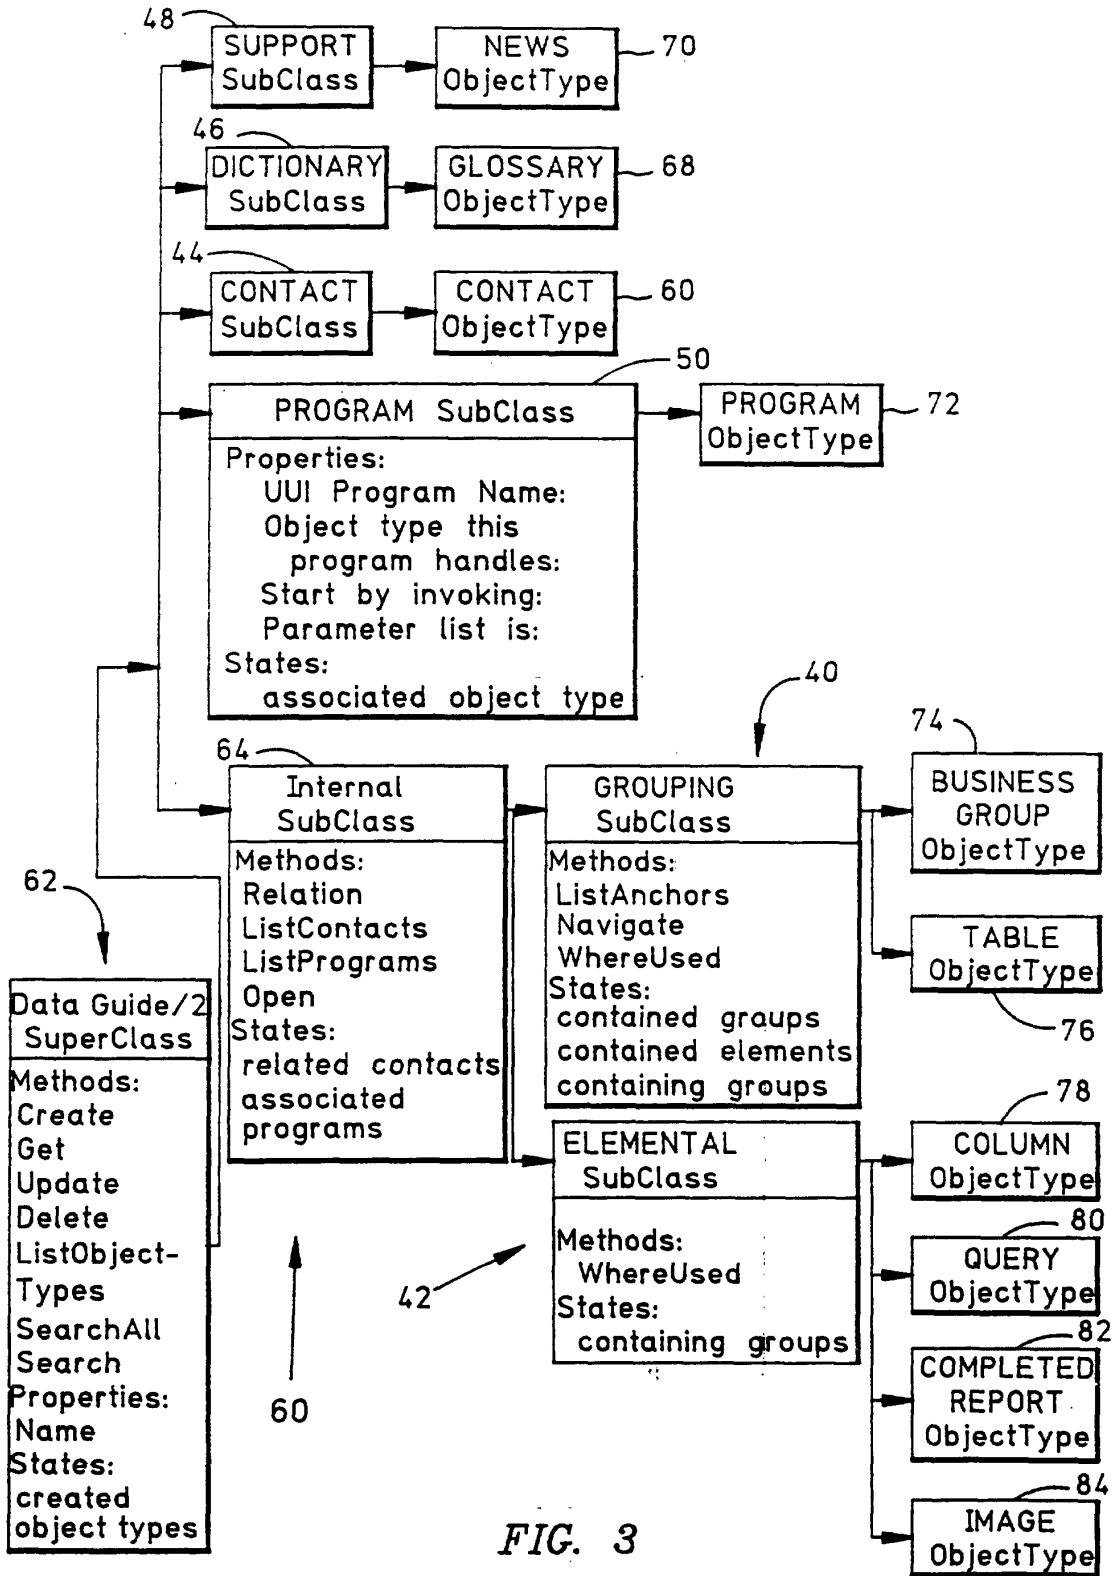 48
SUPPORT
SubClass
NEWS
ObjectType
70
46
DICTIONARY
SubClass
GLOSSARY
ObjectType
68
44
CONTACT
SubClass
CONTACT
ObjectType
60
50
PROGRAM SubClass
Properties:
UUI Program Name:
Object type this
program handles:
Start by invoking:
Parameter list is:
States:
associated object type
PROGRAM
ObjectType
72
40
64
Internal
SubClass
Methods:
Relation
ListContacts
ListPrograms
Open
States:
related contacts
associated
programs
GROUPING
SubClass
Methods:
ListAnchors
Navigate
WhereUsed
States:
contained groups
contained elements
containing groups
74
BUSINESS
GROUP
ObjectType
TABLE
ObjectType
76
62
Data Guide/2
SuperClass
Methods:
Create
Get
Update
Delete
ListObject-
Types
SearchAll
Search
Properties:
Name
States:
created
object types
60
42
ELEMENTAL
SubClass
Methods:
WhereUsed
States:
containing groups
78
COLUMN
ObjectType
80
QUERY
ObjectType
82
COMPLETED
REPORT
ObjectType
84
IMAGE
ObjectType
FIG. 3